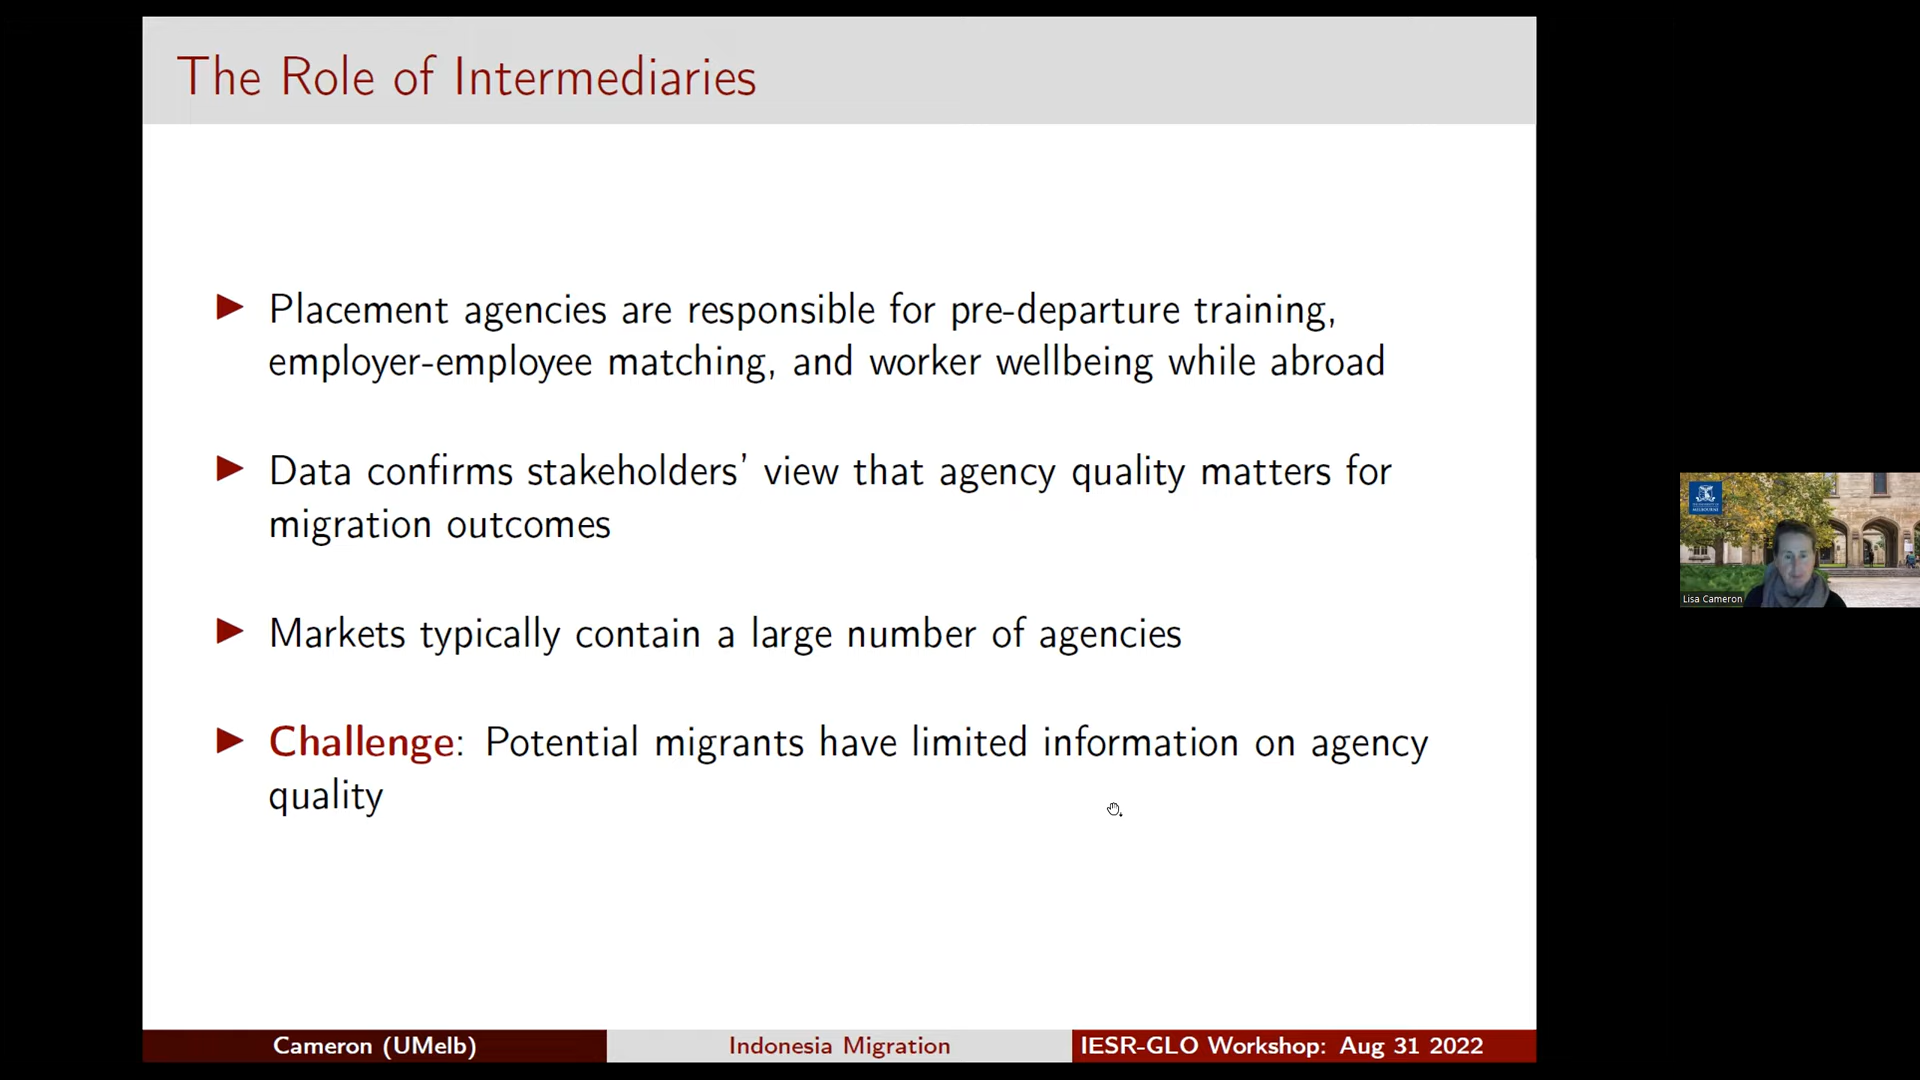 The Role of Intermediaries
▶ Placement agencies are responsible for pre-departure training,
employer-employee matching, and worker wellbeing while abroad
▶ Data confirms stakeholders’ view that agency quality matters for
migration outcomes
▶ Markets typically contain a large number of agencies
▶ Challenge: Potential migrants have limited information on agency
quality
Cameron (UMelb)
Indonesia Migration
IESR-GLO Workshop: Aug 31 2022
MELBOURNE
Lisa Cameron